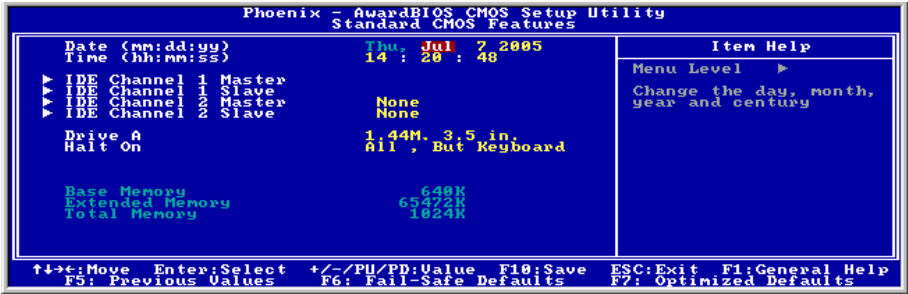 Phoenix - AwardBIOS CMOS Setup Utility
Standard CMOS Features
Date (mm:dd:yy) Thu, Jul 7 2005
Time (hh:mm:ss) 14 : 20 : 48
► IDE Channel 1 Master
► IDE Channel 1 Slave
► IDE Channel 2 Master None
► IDE Channel 2 Slave None
Drive A 1.44M, 3.5 in.
Halt On All , But Keyboard
Base Memory 640K
Extended Memory 65472K
Total Memory 1024K
Item Help
Menu Level ►
Change the day, month,
year and century
↑↓→←:Move Enter:Select +/-/PU/PD:Value F10:Save ESC:Exit F1:General Help
F5: Previous Values F6: Fail-Safe Defaults F7: Optimized Defaults